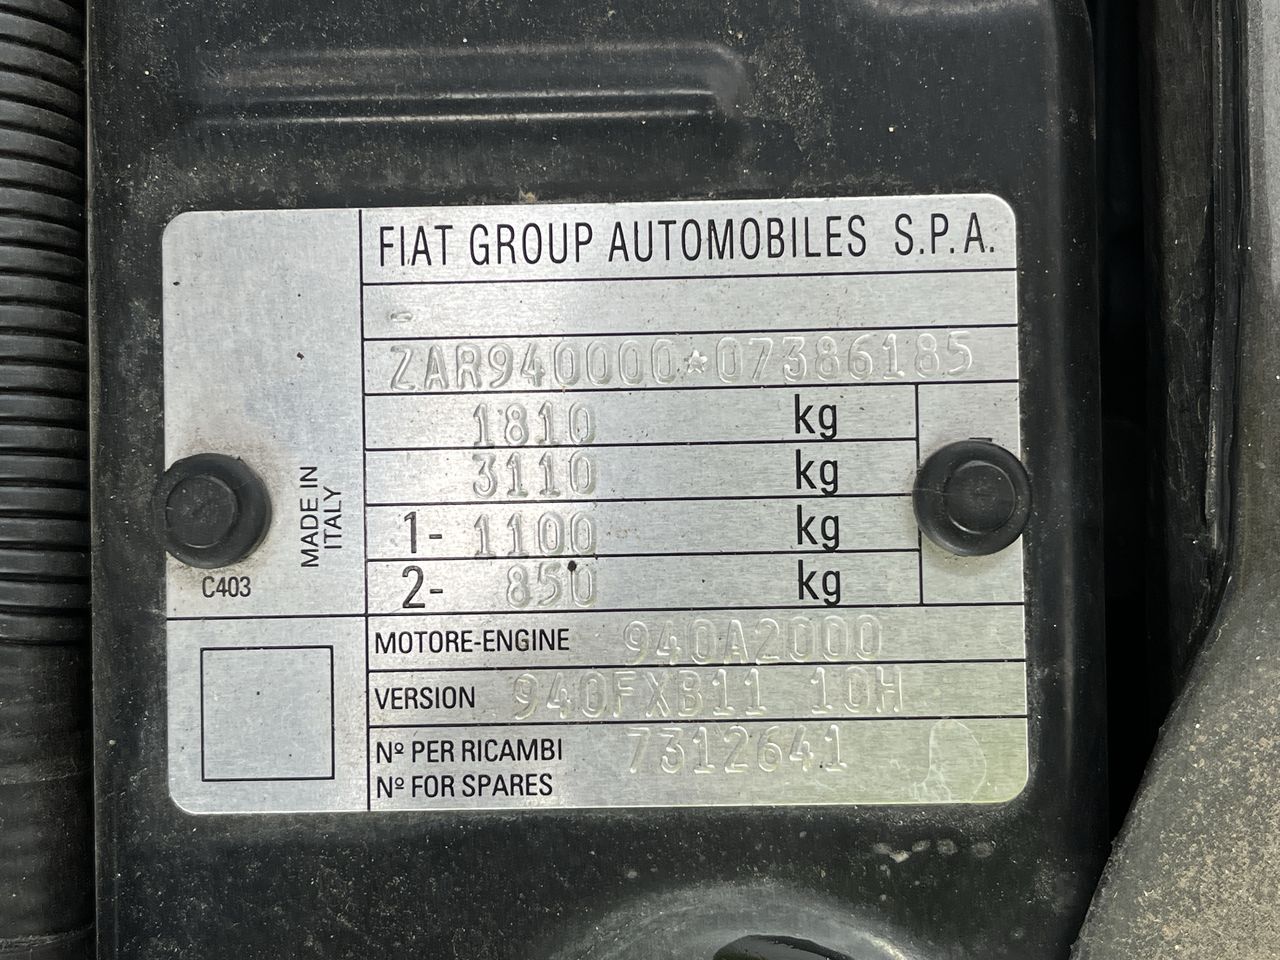 FIAT GROUP AUTOMOBILES S.P.A.
-
ZAR940000*07386185
1810 kg
3110 kg
1- 1100 kg
2- 850 kg
MADE IN
ITALY
C403
MOTORE-ENGINE 940A2000
VERSION 940FXB11 10H
Nº PER RICAMBI 7312641
Nº FOR SPARES